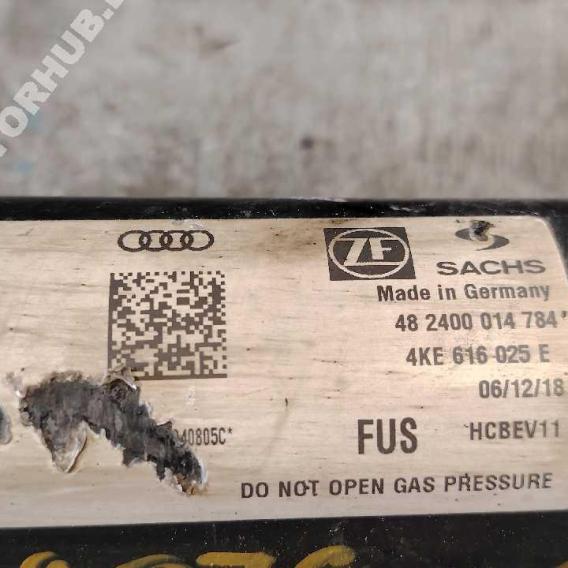 ZF SACHS
Made in Germany
48 2400 014 784
4KE 616 025 E
06/12/18
40805C*
FUS HCBEV11
DO NOT OPEN GAS PRESSURE